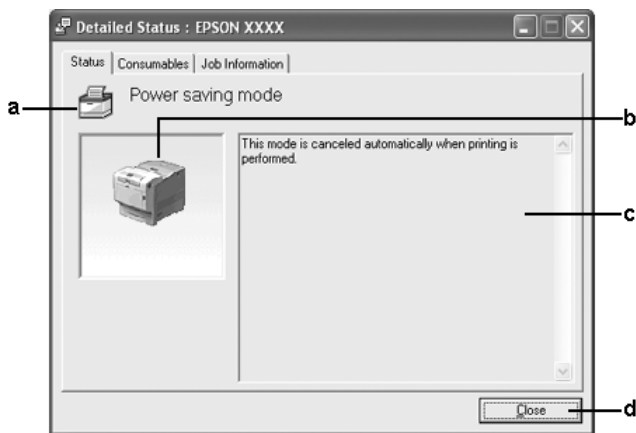 Detailed Status : EPSON XXXX
Status Consumables Job Information
a
Power saving mode
b
This mode is canceled automatically when printing is
performed.
c
Close
d